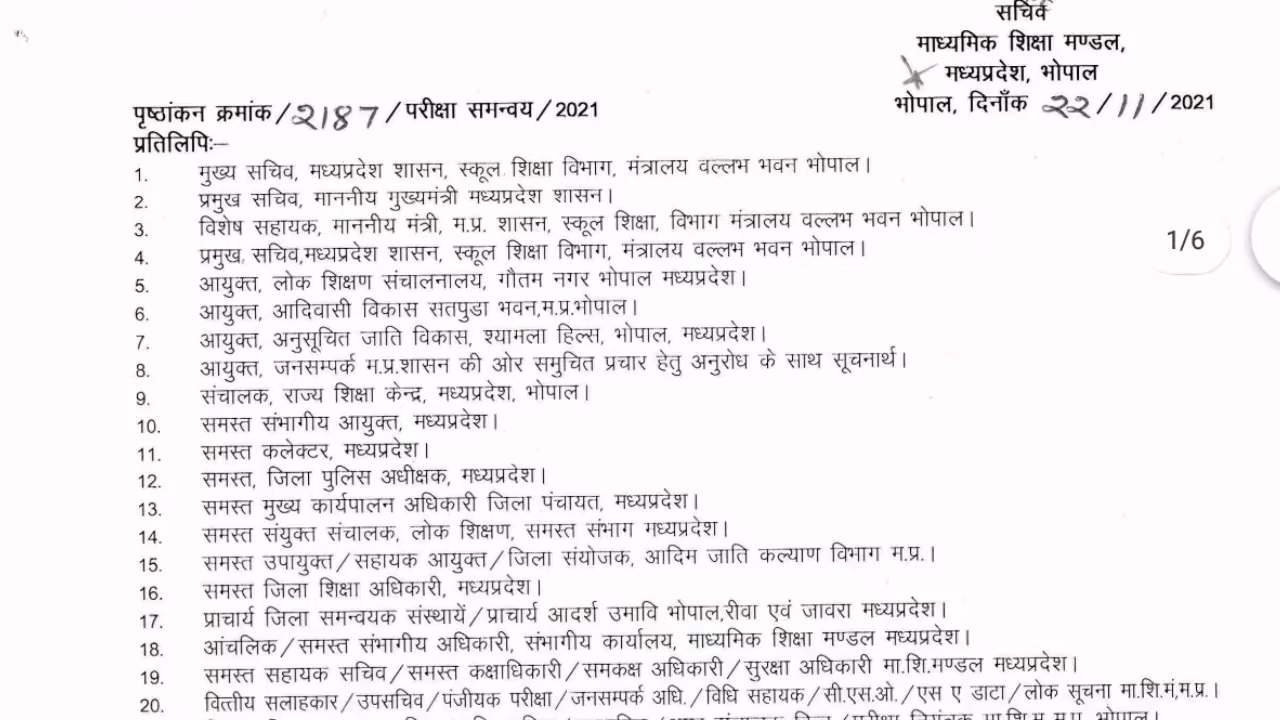 सचिव
माध्यमिक शिक्षा मण्डल,
मध्यप्रदेश, भोपाल
पृष्ठांकन क्रमांक/2187/परीक्षा समन्वय/2021
भोपाल, दिनाँक 22/11/2021
प्रतिलिपिः—
1. मुख्य सचिव, मध्यप्रदेश शासन, स्कूल शिक्षा विभाग, मंत्रालय वल्लभ भवन भोपाल।
2. प्रमुख सचिव, माननीय मुख्यमंत्री मध्यप्रदेश शासन।
3. विशेष सहायक, माननीय मंत्री, म.प्र. शासन, स्कूल शिक्षा, विभाग मंत्रालय वल्लभ भवन भोपाल।
4. प्रमुख सचिव,मध्यप्रदेश शासन, स्कूल शिक्षा विभाग, मंत्रालय वल्लभ भवन भोपाल।
1/6
5. आयुक्त, लोक शिक्षण संचालनालय, गौतम नगर भोपाल मध्यप्रदेश।
6. आयुक्त, आदिवासी विकास सतपुडा भवन,म.प्र.भोपाल।
7. आयुक्त, अनुसूचित जाति विकास, श्यामला हिल्स, भोपाल, मध्यप्रदेश।
8. आयुक्त, जनसम्पर्क म.प्र.शासन की ओर समुचित प्रचार हेतु अनुरोध के साथ सूचनार्थ।
9. संचालक, राज्य शिक्षा केन्द्र, मध्यप्रदेश, भोपाल।
10. समस्त संभागीय आयुक्त, मध्यप्रदेश।
11. समस्त कलेक्टर, मध्यप्रदेश।
12. समस्त, जिला पुलिस अधीक्षक, मध्यप्रदेश।
13. समस्त मुख्य कार्यपालन अधिकारी जिला पंचायत, मध्यप्रदेश।
14. समस्त संयुक्त संचालक, लोक शिक्षण, समस्त संभाग मध्यप्रदेश।
15. समस्त उपायुक्त/सहायक आयुक्त/जिला संयोजक, आदिम जाति कल्याण विभाग म.प्र.।
16. समस्त जिला शिक्षा अधिकारी, मध्यप्रदेश।
17. प्राचार्य जिला समन्वयक संस्थायें/प्राचार्य आदर्श उमावि भोपाल,रीवा एवं जावरा मध्यप्रदेश।
18. आंचलिक/समस्त संभागीय अधिकारी, संभागीय कार्यालय, माध्यमिक शिक्षा मण्डल मध्यप्रदेश।
19. समस्त सहायक सचिव/समस्त कक्षाधिकारी/समकक्ष अधिकारी/सुरक्षा अधिकारी मा.शि.मण्डल मध्यप्रदेश।
20. वित्तीय सलाहकार/उपसचिव/पंजीयक परीक्षा/जनसम्पर्क अधि./विधि सहायक/सी.एस.ओ./एस ए डाटा/लोक सूचना मा.शि.मं,म.प्र.।